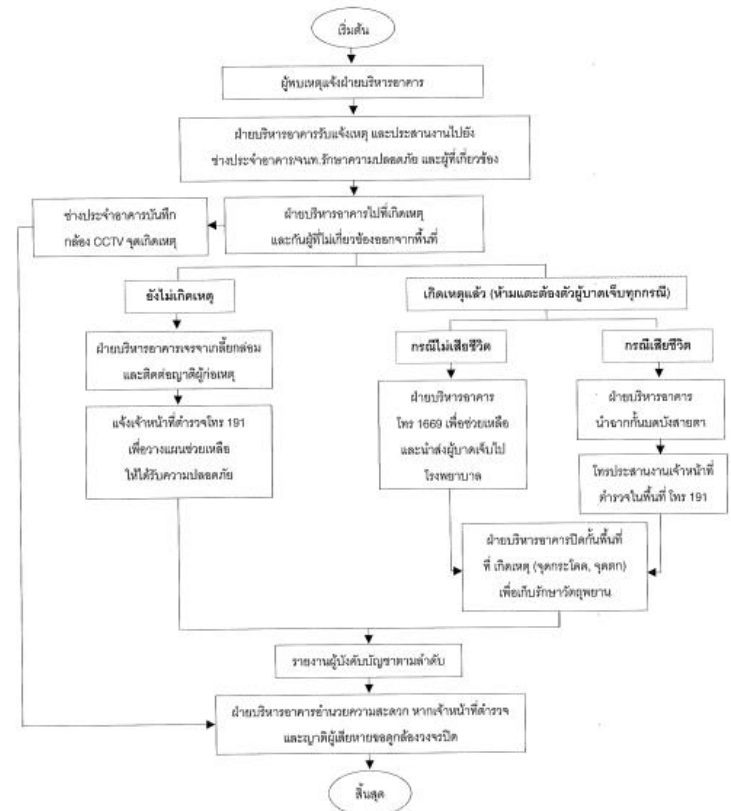 เริ่มต้น
ผู้พบเหตุแจ้งฝ่ายบริหารอาคาร
ฝ่ายบริหารอาคารรับแจ้งเหตุ และประสานงานไปยัง
ช่างประจำอาคาร/จนท.รักษาความปลอดภัย และผู้ที่เกี่ยวข้อง
ช่างประจำอาคารบันทึก
กล้อง CCTV จุดเกิดเหตุ
ฝ่ายบริหารอาคารไปที่เกิดเหตุ
และกันผู้ที่ไม่เกี่ยวข้องออกจากพื้นที่
ยังไม่เกิดเหตุ
ฝ่ายบริหารอาคารเจรจาเกลี้ยกล่อม
และติดต่อญาติผู้ก่อเหตุ
แจ้งเจ้าหน้าที่ตำรวจโทร 191
เพื่อวางแผนช่วยเหลือ
ให้ได้รับความปลอดภัย
เกิดเหตุแล้ว (ห้ามแตะต้องตัวผู้บาดเจ็บทุกกรณี)
กรณีไม่เสียชีวิต
ฝ่ายบริหารอาคาร
โทร 1669 เพื่อช่วยเหลือ
และนำส่งผู้บาดเจ็บไป
โรงพยาบาล
กรณีเสียชีวิต
ฝ่ายบริหารอาคาร
นำฉากกั้นบดบังสายตา
โทรประสานงานเจ้าหน้าที่
ตำรวจในพื้นที่ โทร 191
ฝ่ายบริหารอาคารปิดกั้นพื้นที่
ที่ เกิดเหตุ (จุดกระโดด, จุดตก)
เพื่อเก็บรักษาวัตถุพยาน
รายงานผู้บังคับบัญชาตามลำดับ
ฝ่ายบริหารอาคารอำนวยความสะดวก หากเจ้าหน้าที่ตำรวจ
และญาติผู้เสียหายขอดูกล้องวงจรปิด
สิ้นสุด